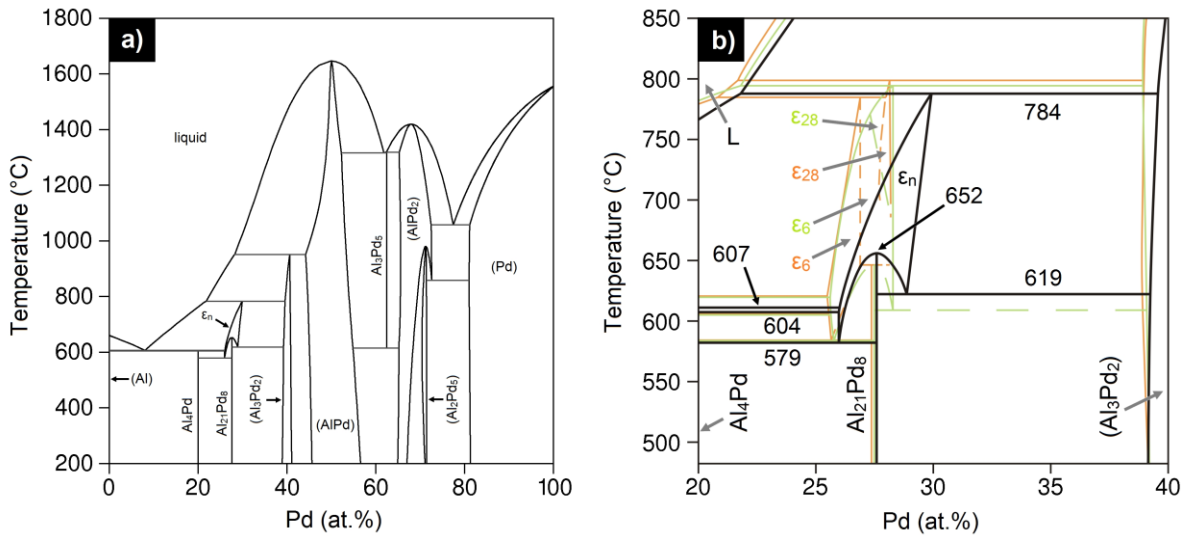 a)
1800
1600
1400
1200
1000
800
600
400
200
Temperature (°C)
0
20
40
60
80
100
Pd (at.%)
liquid
εn
(Al)
Al4Pd
Al21Pd8
(Al3Pd2)
(AlPd)
Al3Pd5
(AlPd2)
(Al2Pd5)
(Pd)
b)
850
800
750
700
650
600
550
500
Temperature (°C)
20
25
30
35
40
Pd (at.%)
L
784
ε28
ε28
εn
652
ε6
ε6
607
619
604
579
Al4Pd
Al21Pd8
(Al3Pd2)